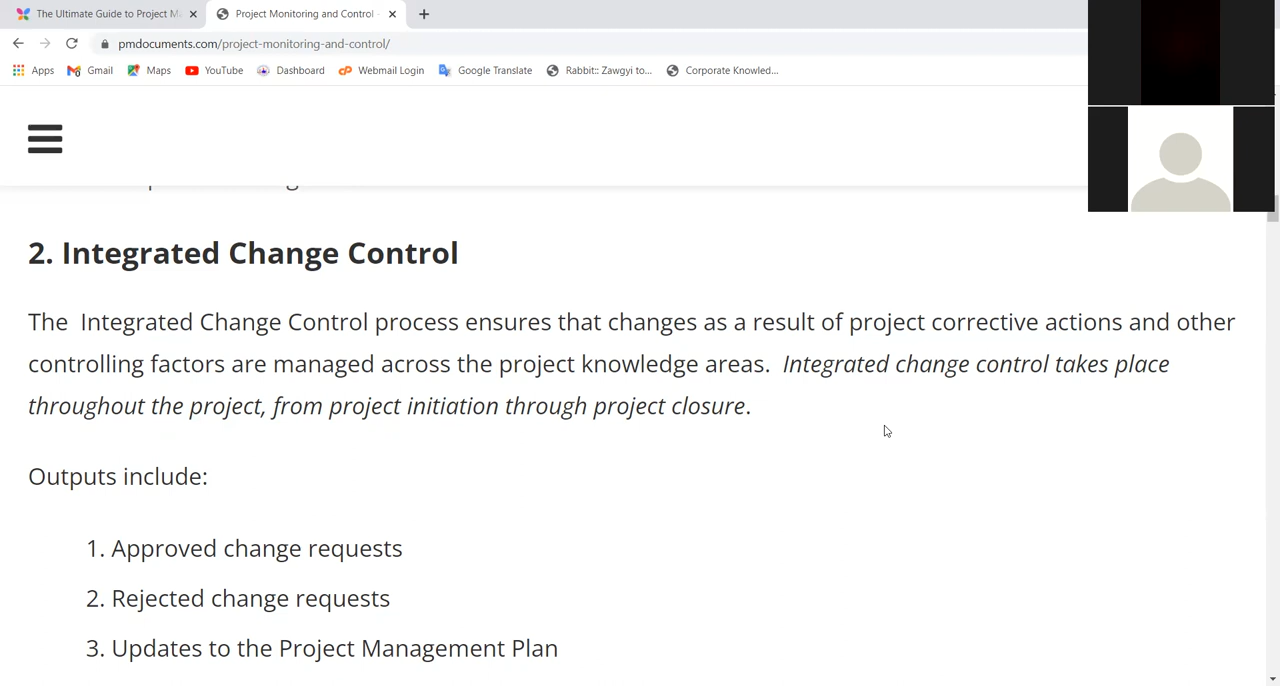 The Ultimate Guide to Project M
Project Monitoring and Control -
pmdocuments.com/project-monitoring-and-control/
Apps Gmail Maps YouTube Dashboard Webmail Login Google Translate Rabbit:: Zawgyi to... Corporate Knowled...
2. Integrated Change Control
The Integrated Change Control process ensures that changes as a result of project corrective actions and other
controlling factors are managed across the project knowledge areas. Integrated change control takes place
throughout the project, from project initiation through project closure.
Outputs include:
1. Approved change requests
2. Rejected change requests
3. Updates to the Project Management Plan